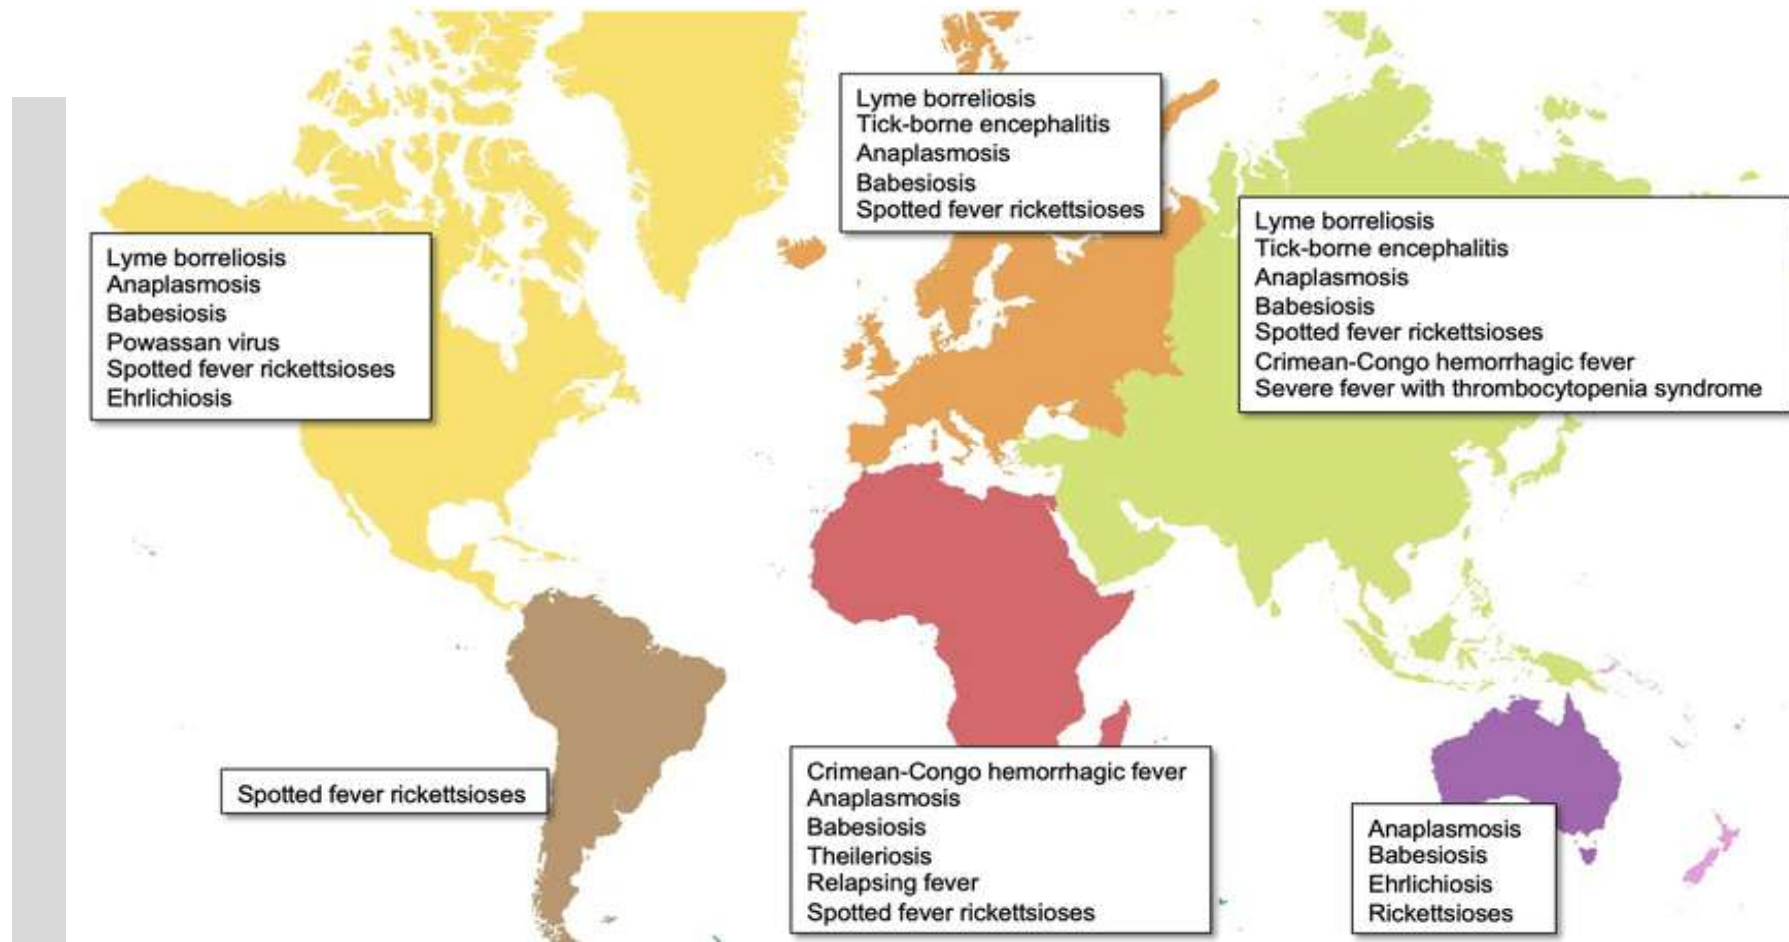 Lyme borreliosis
Tick-borne encephalitis
Anaplasmosis
Babesiosis
Spotted fever rickettsioses
Lyme borreliosis
Tick-borne encephalitis
Anaplasmosis
Babesiosis
Spotted fever rickettsioses
Crimean-Congo hemorrhagic fever
Severe fever with thrombocytopenia syndrome
Lyme borreliosis
Anaplasmosis
Babesiosis
Powassan virus
Spotted fever rickettsioses
Ehrlichiosis
Spotted fever rickettsioses
Crimean-Congo hemorrhagic fever
Anaplasmosis
Babesiosis
Theileriosis
Relapsing fever
Spotted fever rickettsioses
Anaplasmosis
Babesiosis
Ehrlichiosis
Rickettsioses